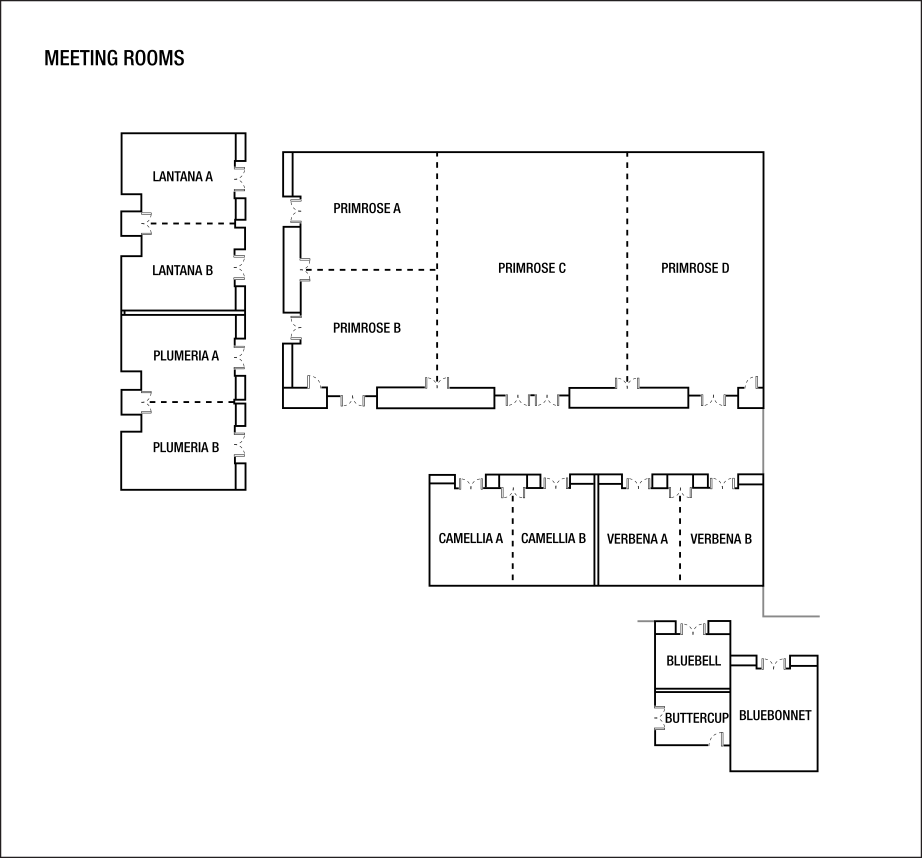 MEETING ROOMS
LANTANA A
LANTANA B
PLUMERIA A
PLUMERIA B
PRIMROSE A
PRIMROSE B
PRIMROSE C
PRIMROSE D
CAMELLIA A
CAMELLIA B
VERBENA A
VERBENA B
BLUEBELL
BUTTERCUP
BLUEBONNET